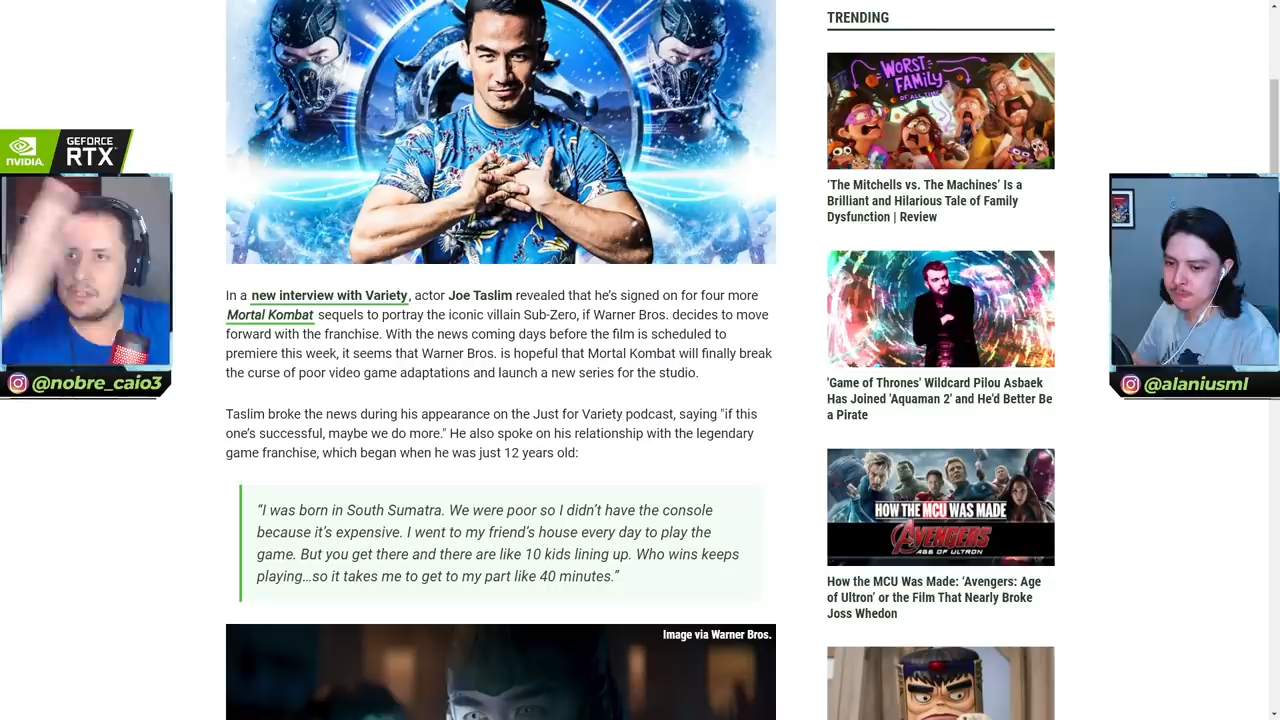 TRENDING
WORST
FAMILY
OF ALL TIME
NVIDIA.
GEFORCE
RTX
@nobre_caio3
@alaniusml
In a new interview with Variety, actor Joe Taslim revealed that he’s signed on for four more
Mortal Kombat sequels to portray the iconic villain Sub-Zero, if Warner Bros. decides to move
forward with the franchise. With the news coming days before the film is scheduled to
premiere this week, it seems that Warner Bros. is hopeful that Mortal Kombat will finally break
the curse of poor video game adaptations and launch a new series for the studio.
Taslim broke the news during his appearance on the Just for Variety podcast, saying "if this
one’s successful, maybe we do more." He also spoke on his relationship with the legendary
game franchise, which began when he was just 12 years old:
“I was born in South Sumatra. We were poor so I didn’t have the console
because it’s expensive. I went to my friend’s house every day to play the
game. But you get there and there are like 10 kids lining up. Who wins keeps
playing…so it takes me to get to my part like 40 minutes.”
Image via Warner Bros.
‘The Mitchells vs. The Machines’ Is a
Brilliant and Hilarious Tale of Family
Dysfunction | Review
'Game of Thrones' Wildcard Pilou Asbaek
Has Joined 'Aquaman 2' and He'd Better Be
a Pirate
HOW THE MCU WAS MADE
AVENGERS
AGE OF ULTRON
How the MCU Was Made: ‘Avengers: Age
of Ultron’ or the Film That Nearly Broke
Joss Whedon